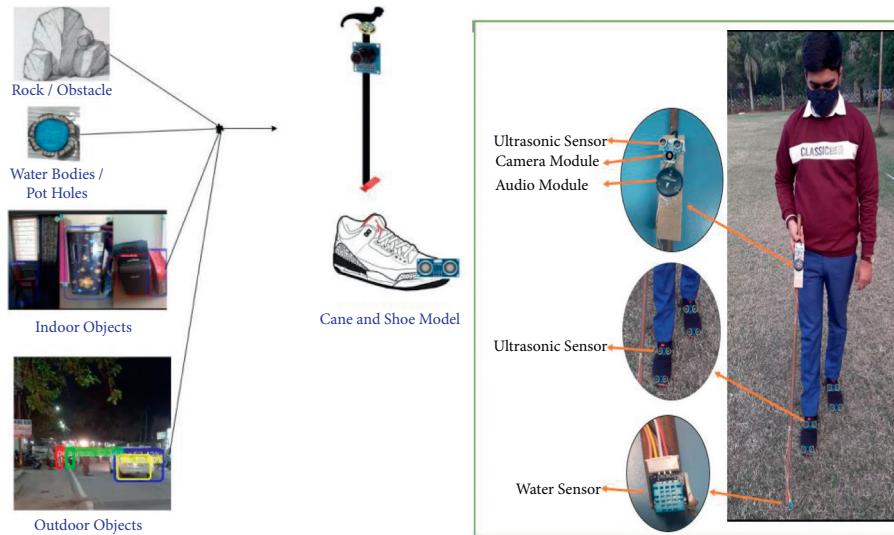 Rock / Obstacle
Water Bodies /
Pot Holes
Indoor Objects
Outdoor Objects
Cane and Shoe Model
Ultrasonic Sensor
Camera Module
Audio Module
Ultrasonic Sensor
Water Sensor
CLASSIC